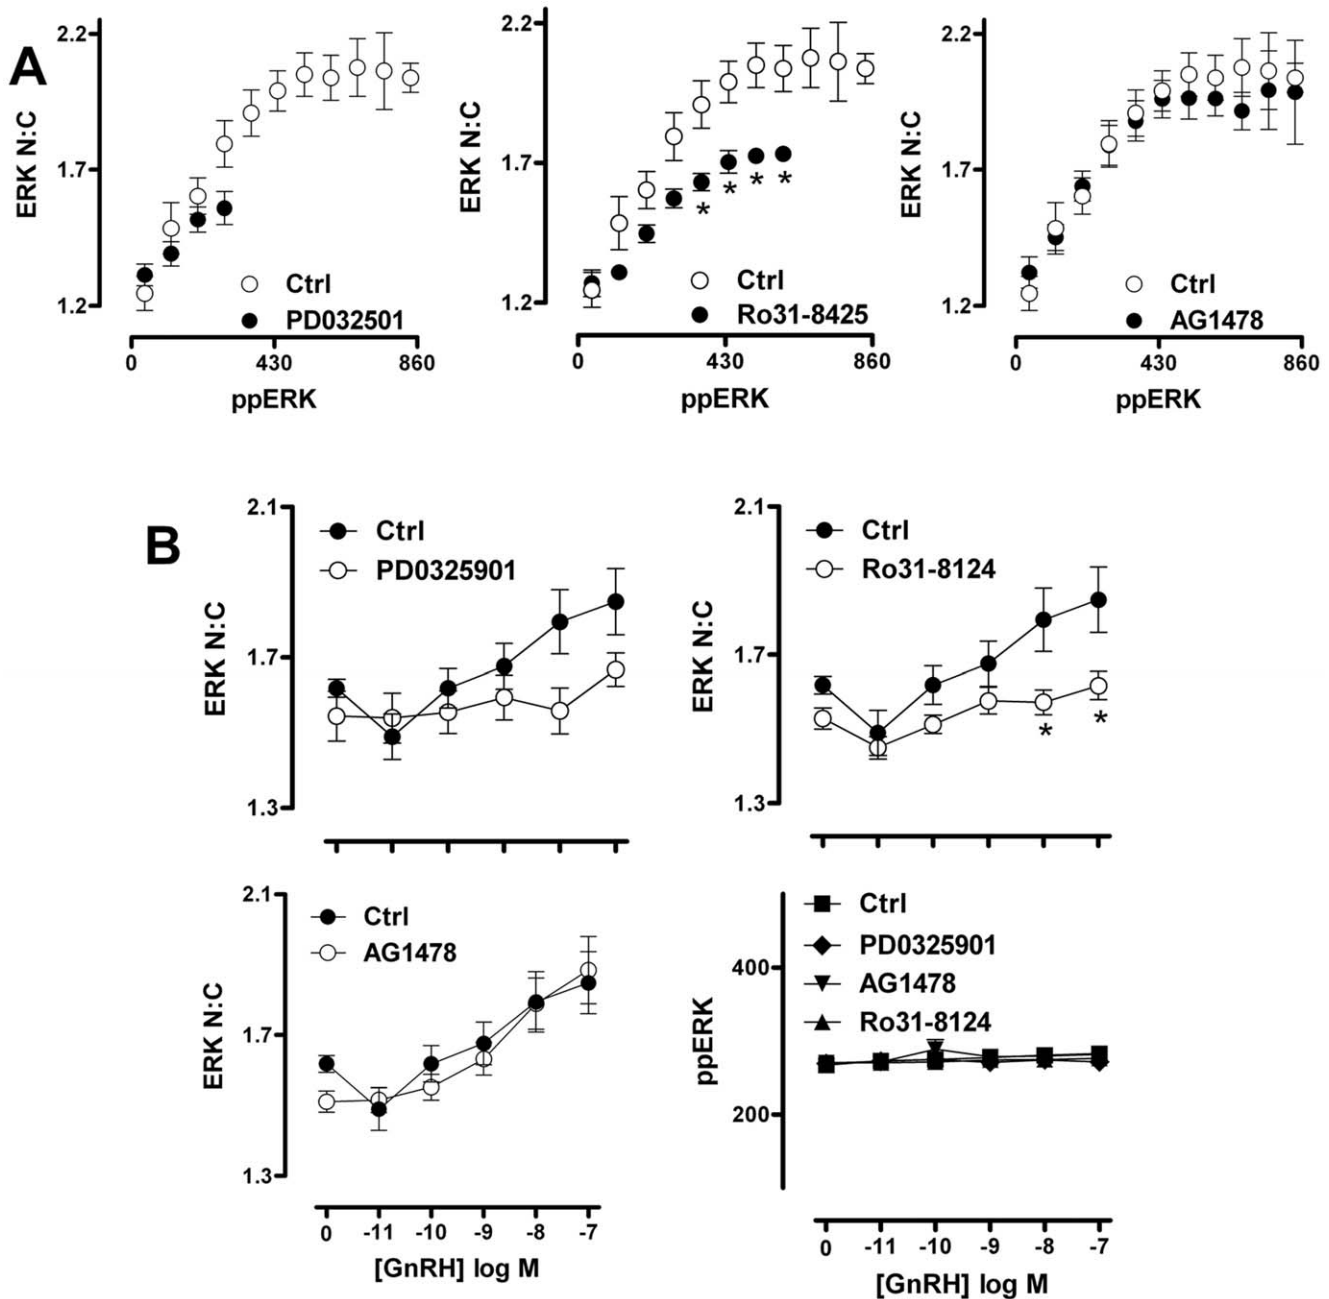 A
2.2
1.7
1.2
ERK N:C
Ctrl
PD032501
0 430 860
ppERK
2.2
1.7
1.2
ERK N:C
*
*
*
*
Ctrl
Ro31-8425
0 430 860
ppERK
2.2
1.7
1.2
ERK N:C
Ctrl
AG1478
0 430 860
ppERK
B
2.1
1.7
1.3
ERK N:C
Ctrl
PD0325901
2.1
1.7
1.3
ERK N:C
Ctrl
Ro31-8124
*
*
2.1
1.7
1.3
ERK N:C
Ctrl
AG1478
0 -11 -10 -9 -8 -7
[GnRH] log M
400
200
ppERK
Ctrl
PD0325901
AG1478
Ro31-8124
0 -11 -10 -9 -8 -7
[GnRH] log M